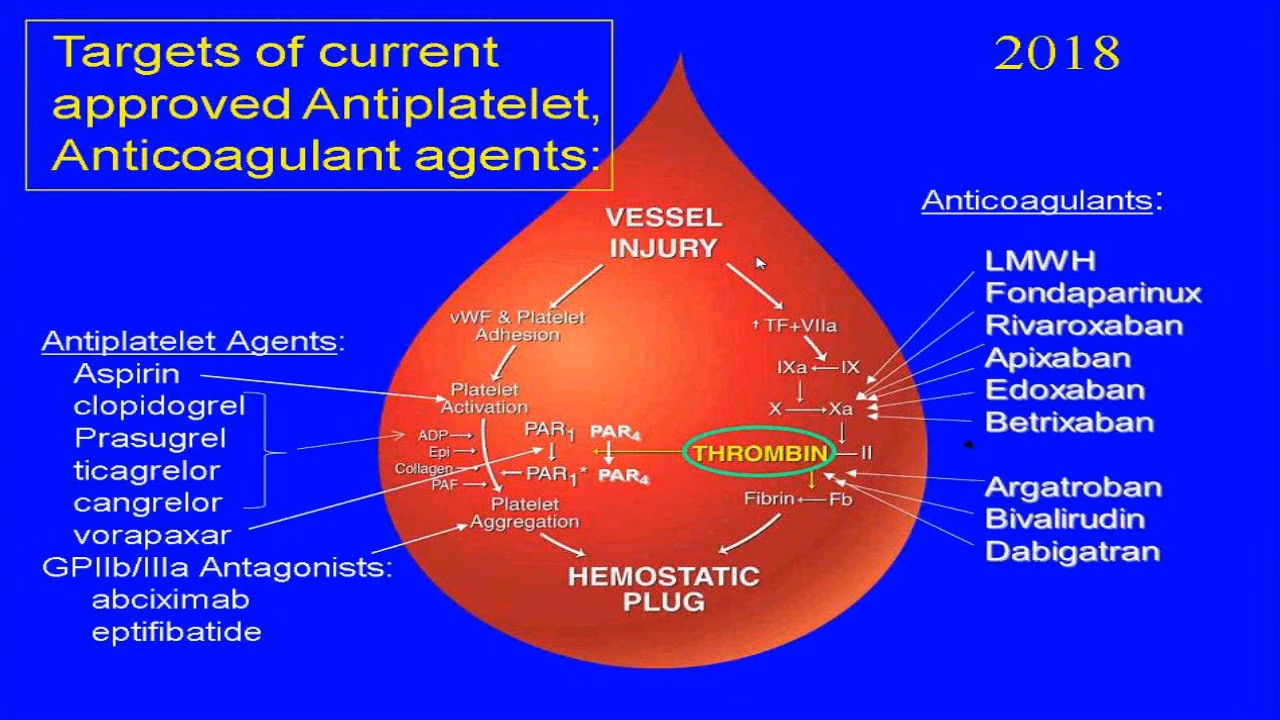 Targets of current
approved Antiplatelet,
Anticoagulant agents:
2018
VESSEL
INJURY
vWF & Platelet
Adhesion
Platelet
Activation
ADP
Epi
Collagen
PAF
PAR1
PAR1*
PAR4
PAR4
Platelet
Aggregation
↑ TF+VIIa
IXa ← IX
X → Xa
THROMBIN
II
Fibrin ← Fb
HEMOSTATIC
PLUG
Antiplatelet Agents:
Aspirin
clopidogrel
Prasugrel
ticagrelor
cangrelor
vorapaxar
GPIIb/IIIa Antagonists:
abciximab
eptifibatide
Anticoagulants:
LMWH
Fondaparinux
Rivaroxaban
Apixaban
Edoxaban
Betrixaban
Argatroban
Bivalirudin
Dabigatran